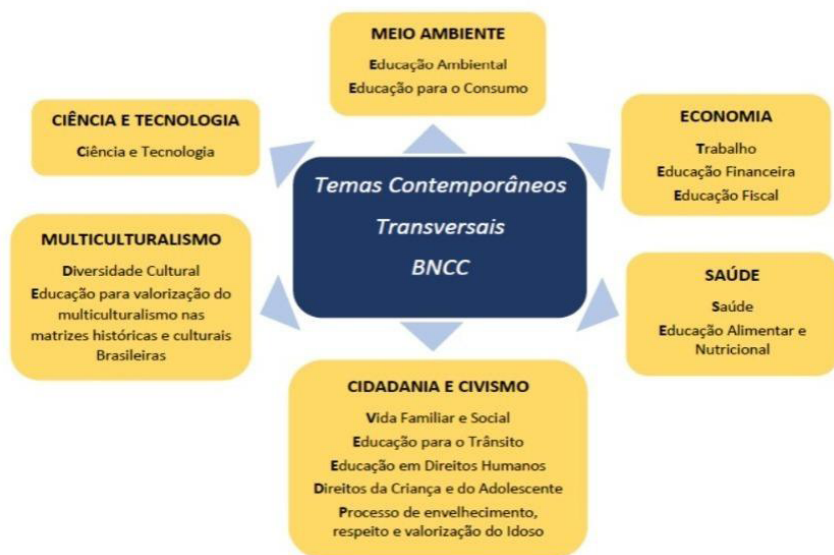 MEIO AMBIENTE
Educação Ambiental
Educação para o Consumo
CIÊNCIA E TECNOLOGIA
Ciência e Tecnologia
ECONOMIA
Trabalho
Educação Financeira
Educação Fiscal
Temas Contemporâneos
Transversais
BNCC
MULTICULTURALISMO
Diversidade Cultural
Educação para valorização do
multiculturalismo nas
matrizes históricas e culturais
Brasileiras
SAÚDE
Saúde
Educação Alimentar e
Nutricional
CIDADANIA E CIVISMO
Vida Familiar e Social
Educação para o Trânsito
Educação em Direitos Humanos
Direitos da Criança e do Adolescente
Processo de envelhecimento,
respeito e valorização do Idoso